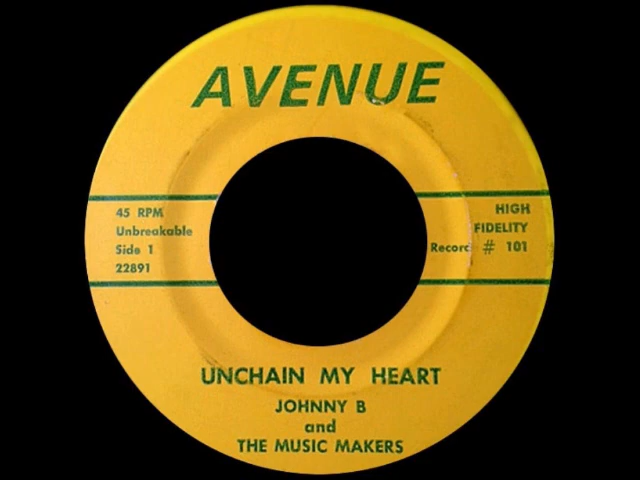 AVENUE
45 RPM
Unbreakable
Side 1
22891
HIGH
FIDELITY
Record # 101
UNCHAIN MY HEART
JOHNNY B
and
THE MUSIC MAKERS